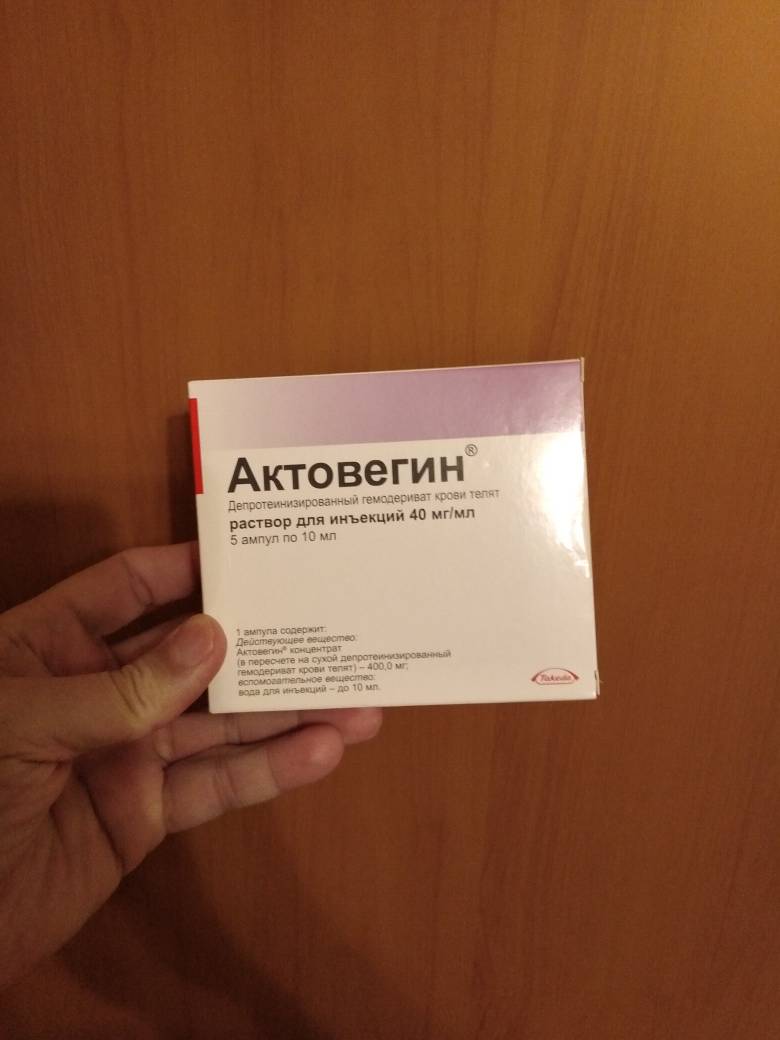 Актовегин®
Депротеинизированный гемодериват крови телят
раствор для инъекций 40 мг/мл
5 ампул по 10 мл
1 ампула содержит:
Действующее вещество:
Актовегин® концентрат
(в пересчете на сухой депротеинизированный
гемодериват крови телят) – 400,0 мг;
вспомогательное вещество:
вода для инъекций – до 10 мл.
Takeda